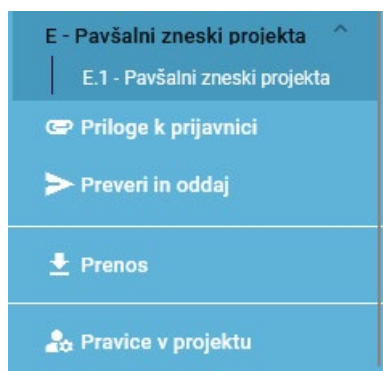 E - Pavšalni zneski projekta
E.1 - Pavšalni zneski projekta
Priloge k prijavnici
Preveri in oddaj
Prenos
Pravice v projektu